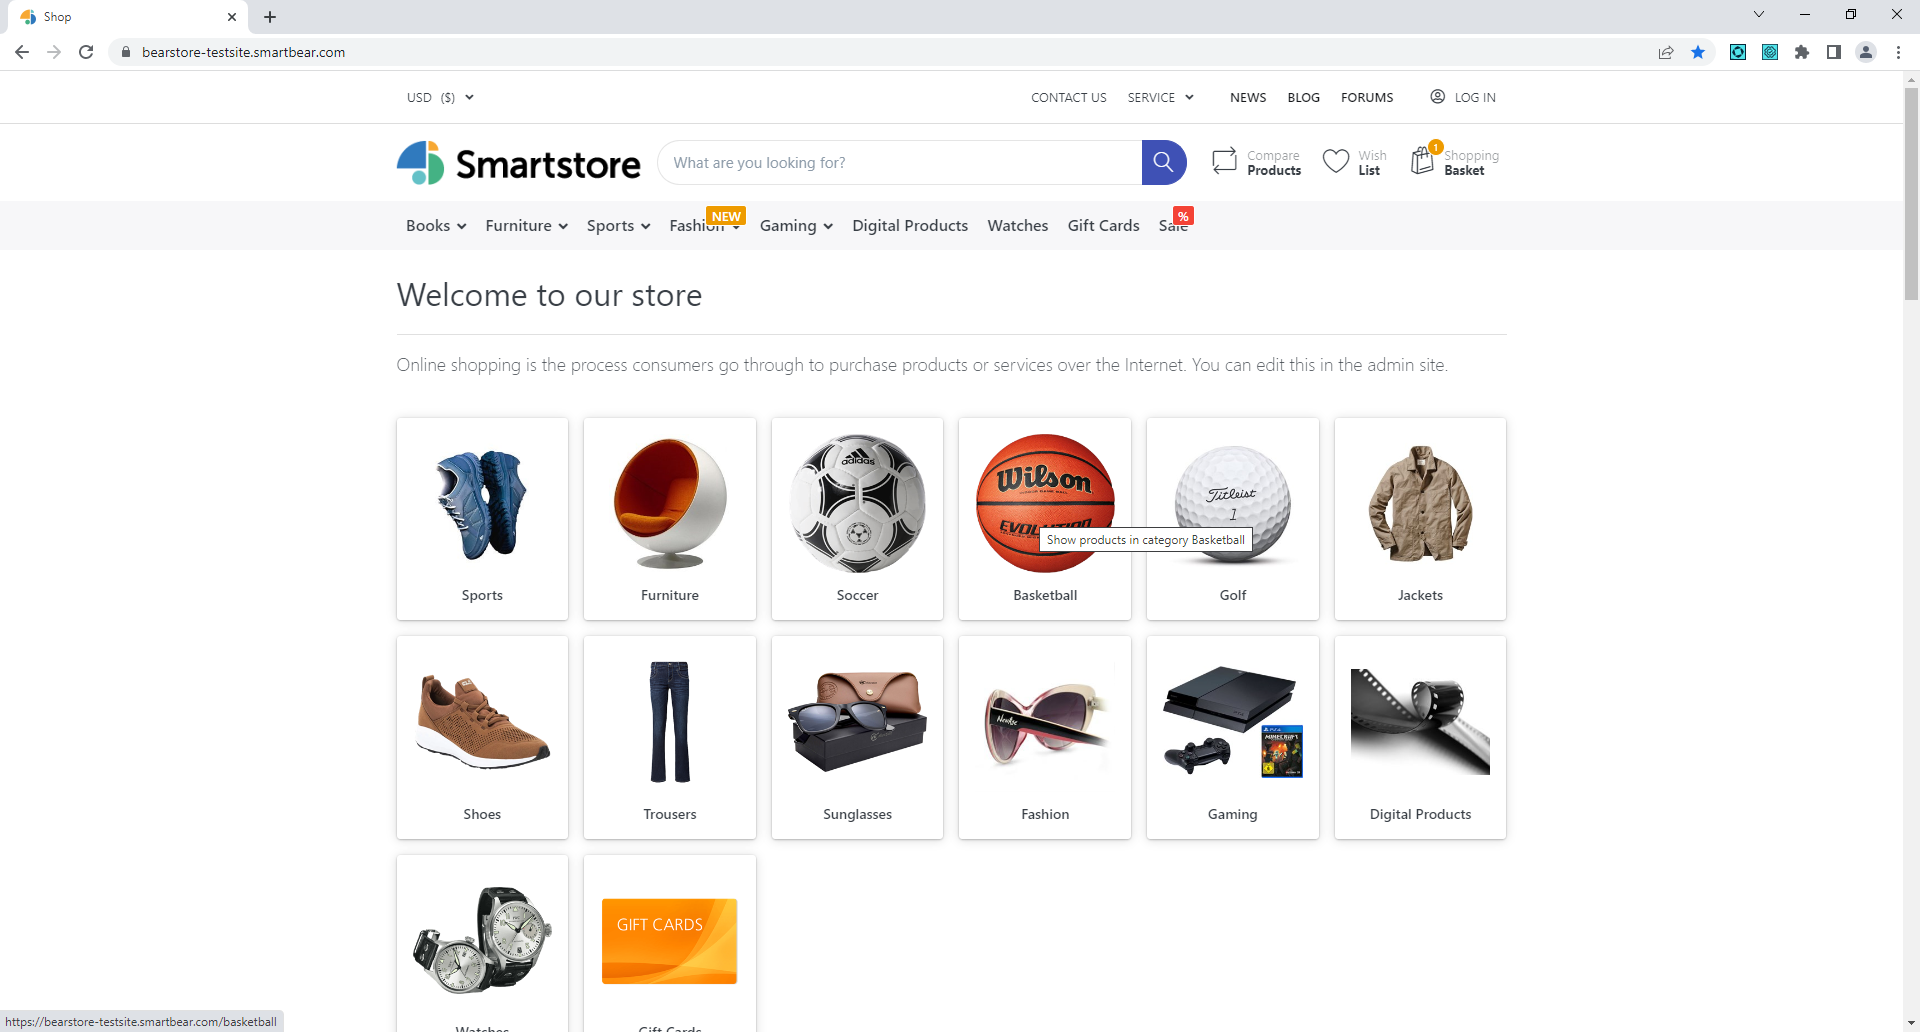 Shop
bearstore-testsite.smartbear.com
USD ($)
CONTACT US SERVICE NEWS BLOG FORUMS LOG IN
Smartstore
What are you looking for?
Compare Products
Wish List
1
Shopping Basket
Books Furniture Sports Fashion NEW Gaming Digital Products Watches Gift Cards Sale %
Welcome to our store
Online shopping is the process consumers go through to purchase products or services over the Internet. You can edit this in the admin site.
adidas
Wilson
EVOLUTION
Titleist
1
Show products in category Basketball
Sports Furniture Soccer Basketball Golf Jackets
PS4
MINECRAFT
Shoes Trousers Sunglasses Fashion Gaming Digital Products
GIFT CARDS
Watches Gift Cards
https://bearstore-testsite.smartbear.com/basketball